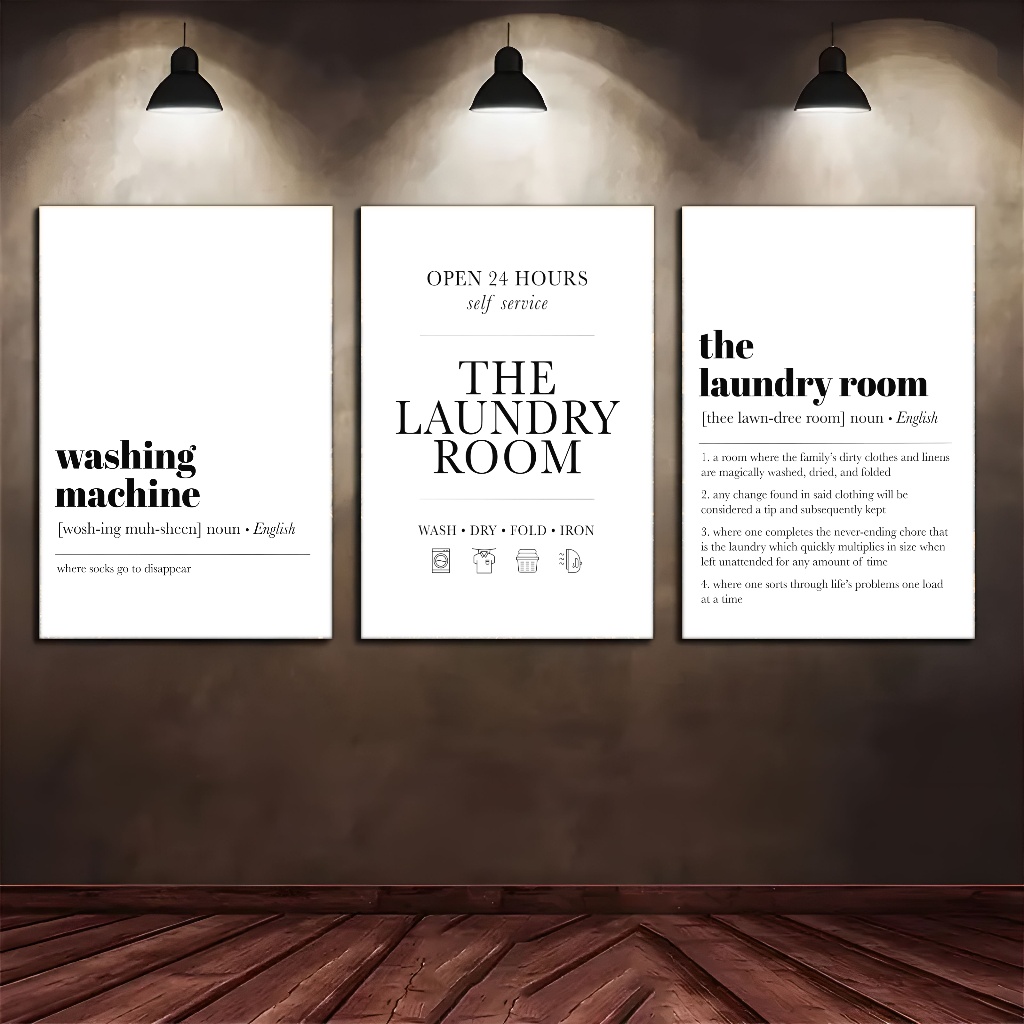 washing
machine
[wosh-ing muh-sheen] noun • English
where socks go to disappear
OPEN 24 HOURS
self service
THE
LAUNDRY
ROOM
WASH • DRY • FOLD • IRON
the
laundry room
[thee lawn-dree room] noun • English
1. a room where the family's dirty clothes and linens
are magically washed, dried, and folded
2. any change found in said clothing will be
considered a tip and subsequently kept
3. where one completes the never-ending chore that
is the laundry which quickly multiplies in size when
left unattended for any amount of time
4. where one sorts through life's problems one load
at a time